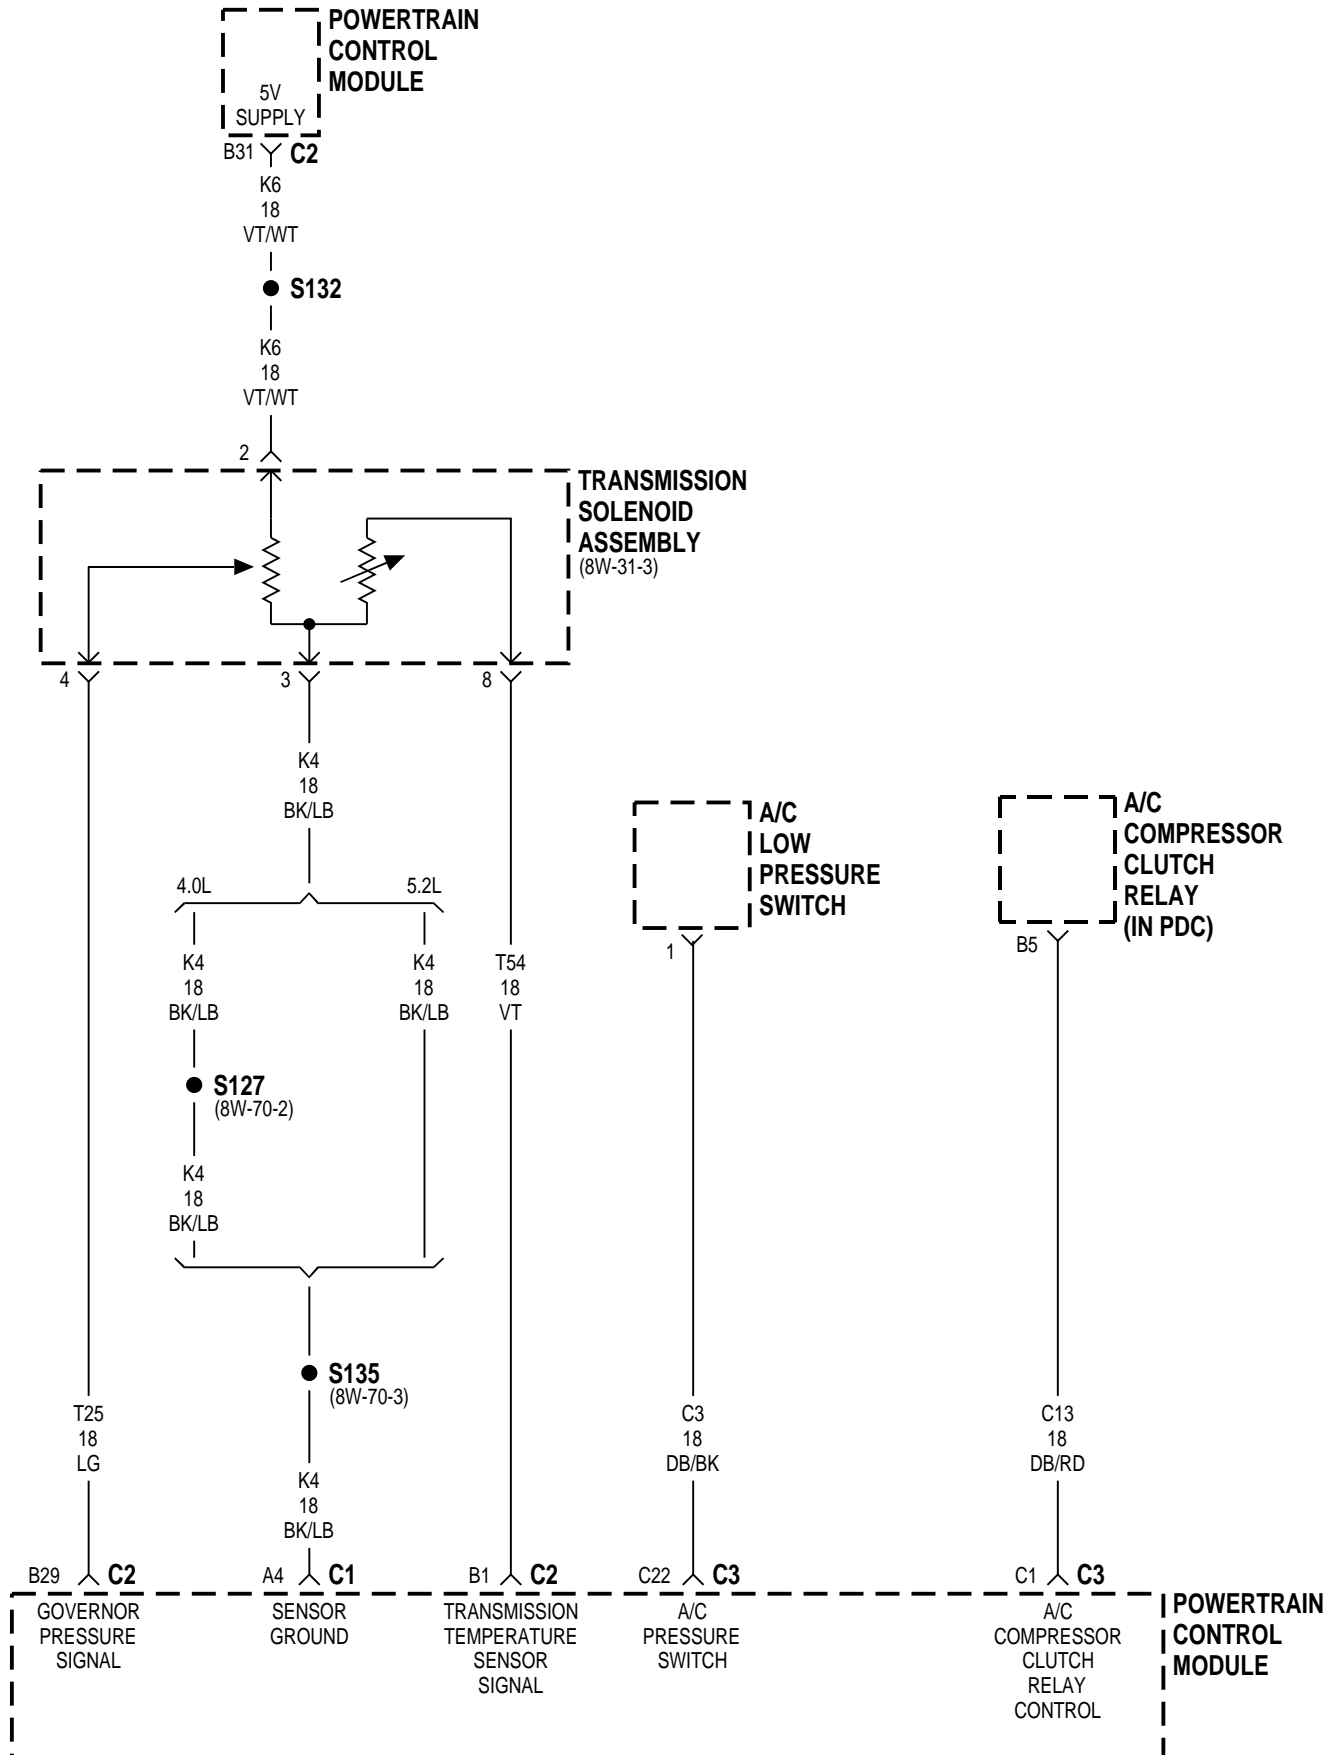 POWERTRAIN
CONTROL
MODULE
5V
SUPPLY
B31
C2
K6
18
VT/WT
S132
K6
18
VT/WT
2
TRANSMISSION
SOLENOID
ASSEMBLY
(8W-31-3)
4
3
8
K4
18
BK/LB
4.0L
5.2L
K4
18
BK/LB
K4
18
BK/LB
T54
18
VT
A/C
LOW
PRESSURE
SWITCH
1
A/C
COMPRESSOR
CLUTCH
RELAY
(IN PDC)
B5
S127
(8W-70-2)
K4
18
BK/LB
S135
(8W-70-3)
T25
18
LG
K4
18
BK/LB
C3
18
DB/BK
C13
18
DB/RD
B29
C2
A4
C1
B1
C2
C22
C3
C1
C3
GOVERNOR
PRESSURE
SIGNAL
SENSOR
GROUND
TRANSMISSION
TEMPERATURE
SENSOR
SIGNAL
A/C
PRESSURE
SWITCH
A/C
COMPRESSOR
CLUTCH
RELAY
CONTROL
POWERTRAIN
CONTROL
MODULE